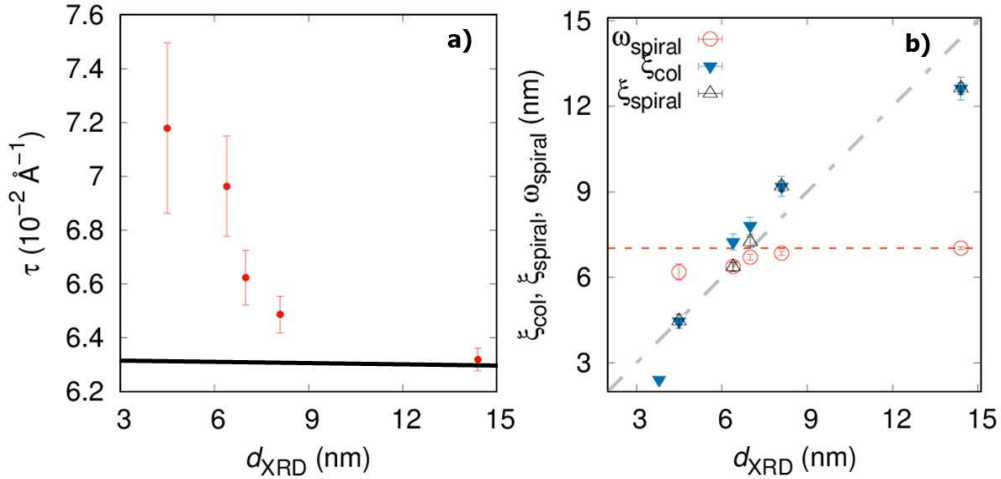 a)
7.6
7.4
7.2
7
6.8
6.6
6.4
6.2
τ (10⁻² Å⁻¹)
3 6 9 12 15
d_XRD (nm)
b)
ω_spiral
ξ_col
ξ_spiral
15
12
9
6
3
ξ_col, ξ_spiral, ω_spiral (nm)
3 6 9 12 15
d_XRD (nm)